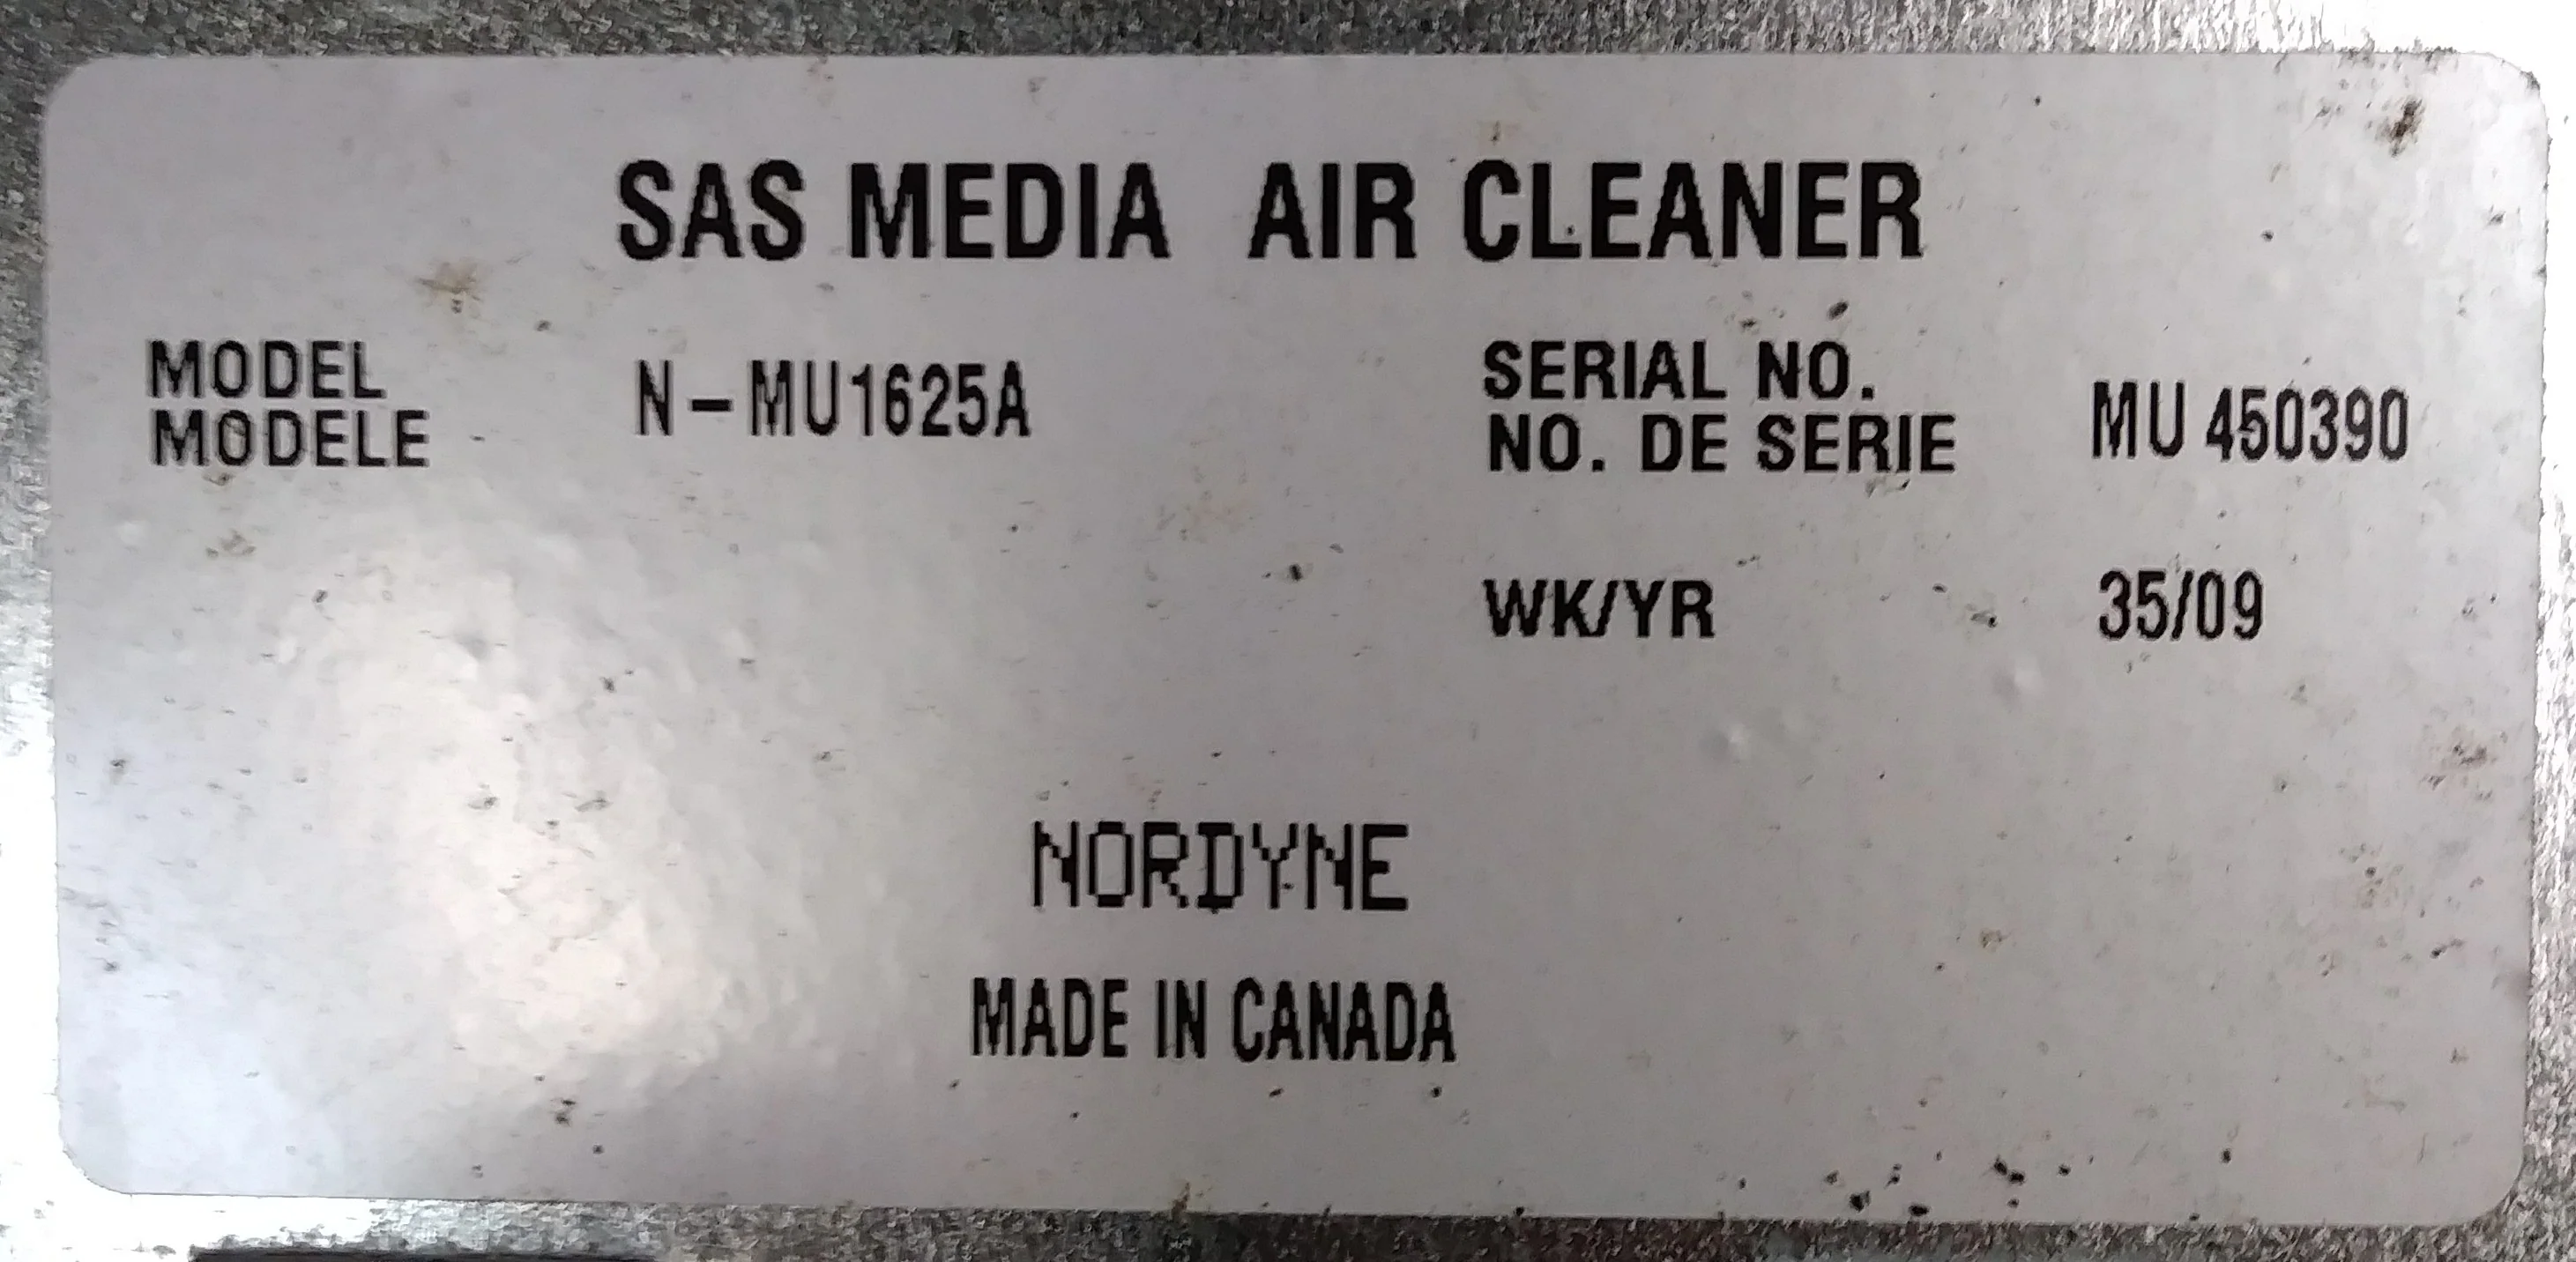 SAS MEDIA AIR CLEANER
MODEL
MODELE
N-MU1625A
SERIAL NO.
NO. DE SERIE
MU 450390
WK/YR 35/09
NORDYNE
MADE IN CANADA